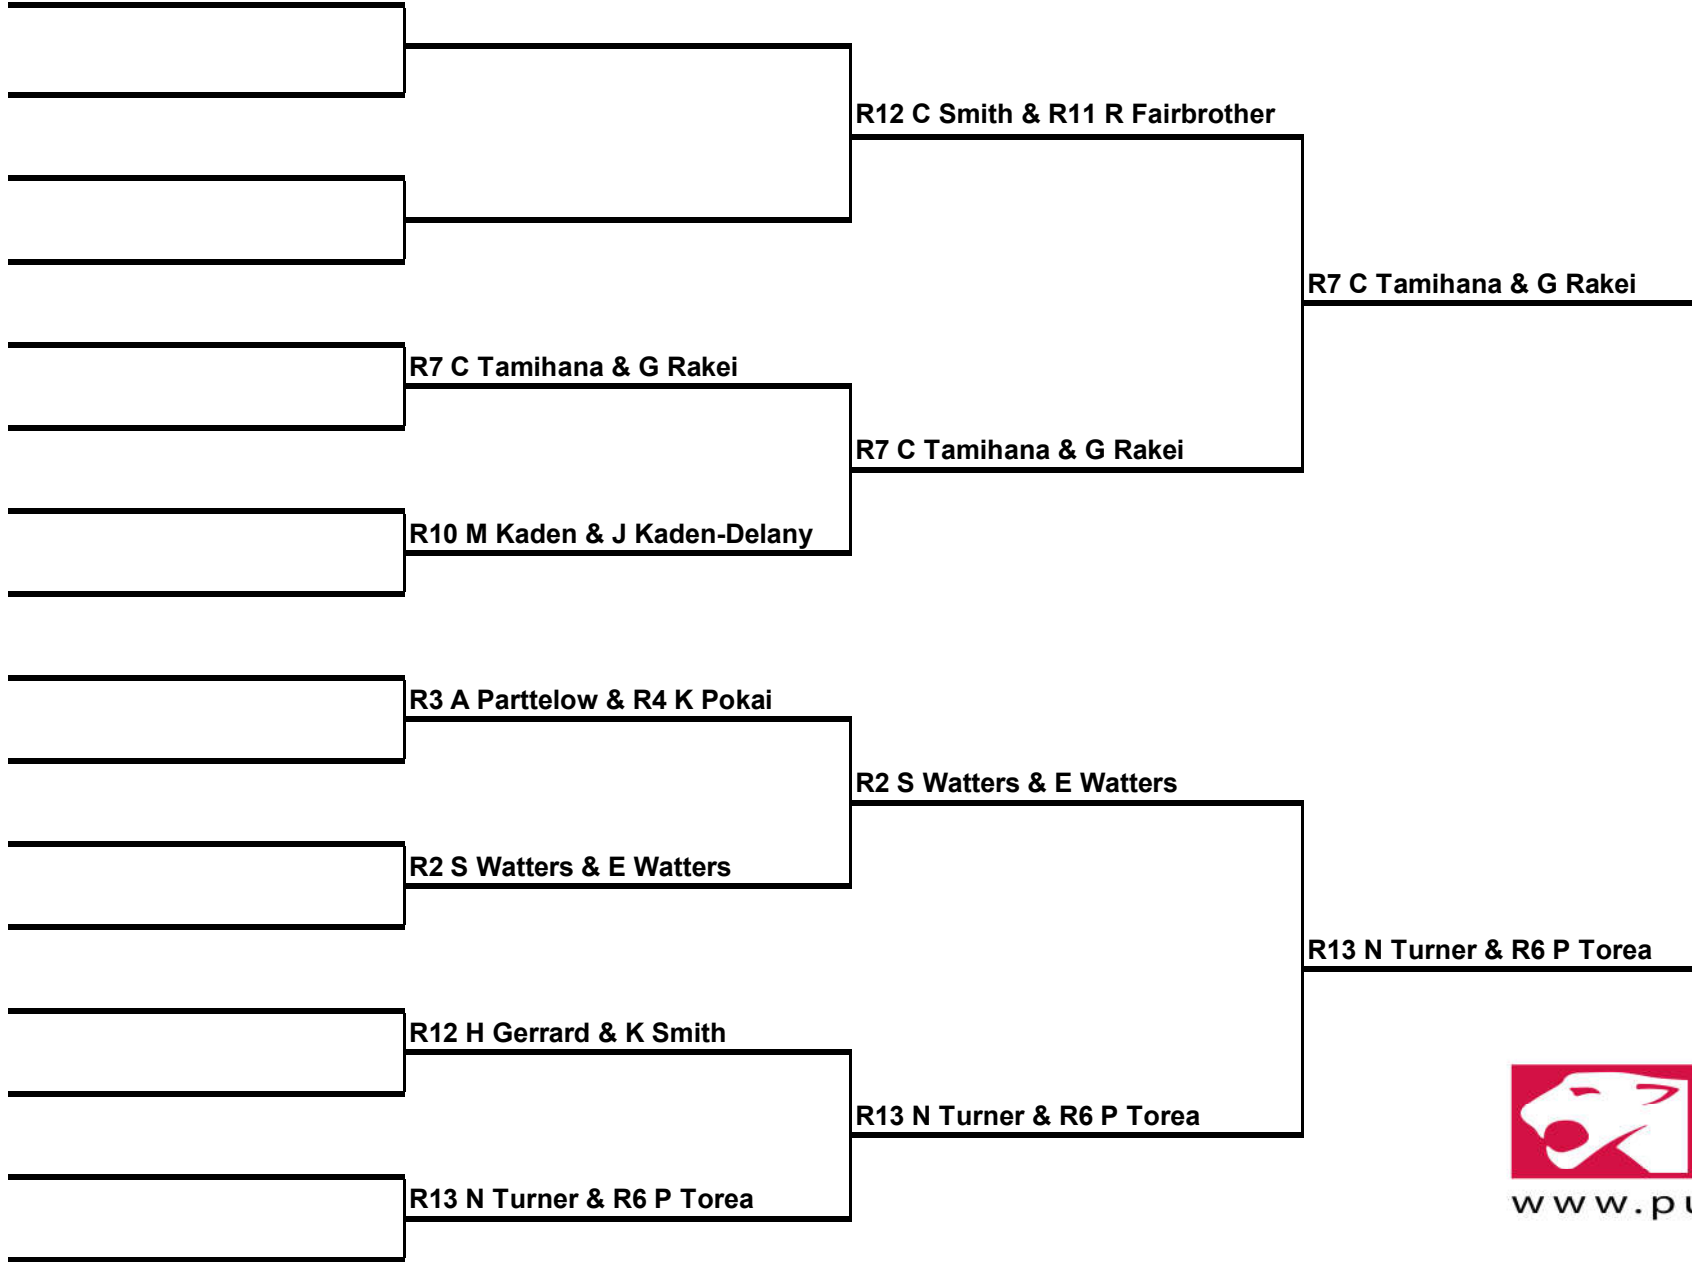 R12 C Smith & R11 R Fairbrother
R7 C Tamihana & G Rakei
R7 C Tamihana & G Rakei
R7 C Tamihana & G Rakei
R10 M Kaden & J Kaden-Delany
R3 A Parttelow & R4 K Pokai
R2 S Watters & E Watters
R2 S Watters & E Watters
R13 N Turner & R6 P Torea
R12 H Gerrard & K Smith
R13 N Turner & R6 P Torea
R13 N Turner & R6 P Torea